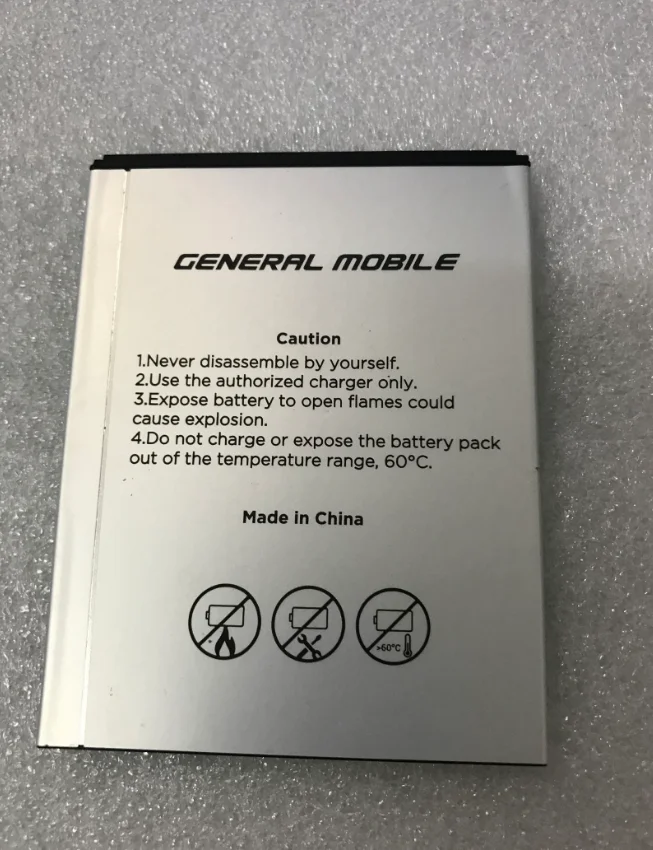 GENERAL MOBILE
Caution
1.Never disassemble by yourself.
2.Use the authorized charger only.
3.Expose battery to open flames could
cause explosion.
4.Do not charge or expose the battery pack
out of the temperature range, 60°C.
Made in China
>60°C